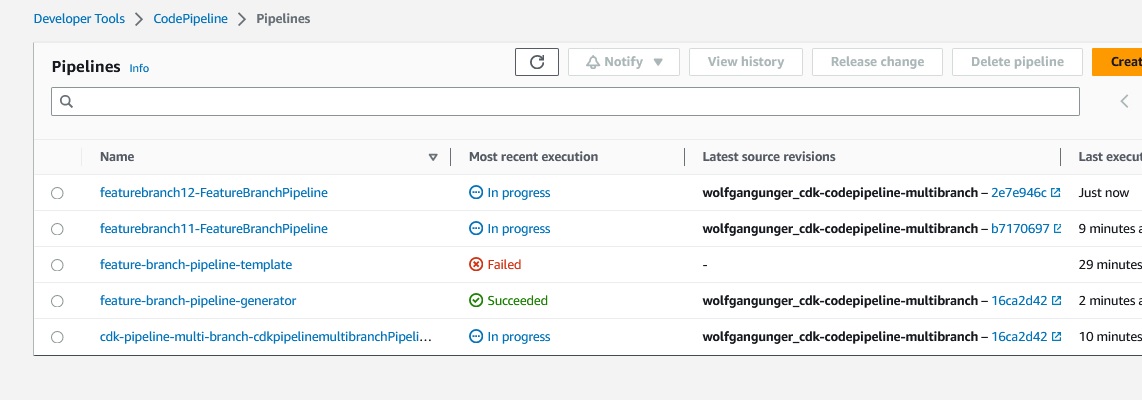 Developer Tools > CodePipeline > Pipelines
Pipelines Info Notify View history Release change Delete pipeline Creat
Name Most recent execution Latest source revisions Last execut
featurebranch12-FeatureBranchPipeline In progress wolfgangunger_cdk-codepipeline-multibranch – 2e7e946c Just now
featurebranch11-FeatureBranchPipeline In progress wolfgangunger_cdk-codepipeline-multibranch – b7170697 9 minutes a
feature-branch-pipeline-template Failed - 29 minutes
feature-branch-pipeline-generator Succeeded wolfgangunger_cdk-codepipeline-multibranch – 16ca2d42 2 minutes a
cdk-pipeline-multi-branch-cdkpipelinemultibranchPipeli... In progress wolfgangunger_cdk-codepipeline-multibranch – 16ca2d42 10 minutes